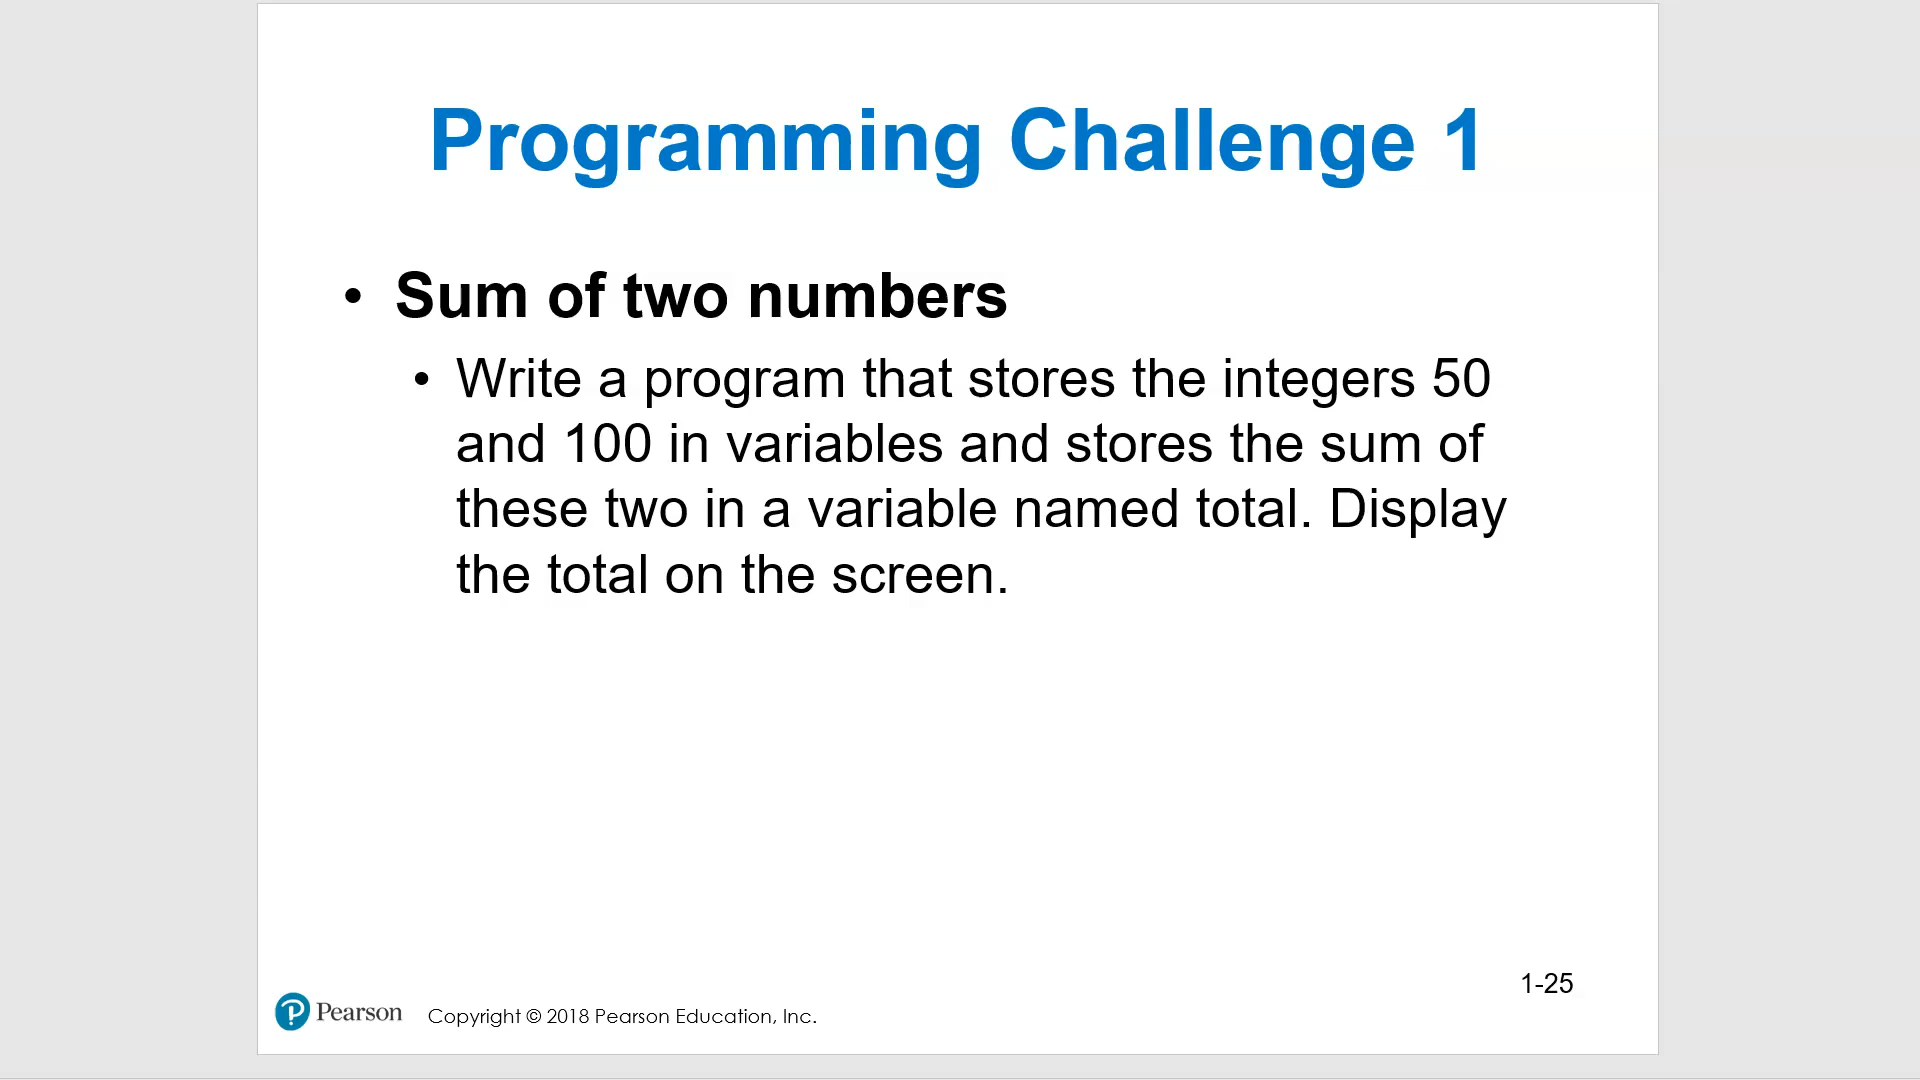 Programming Challenge 1
• Sum of two numbers
• Write a program that stores the integers 50
and 100 in variables and stores the sum of
these two in a variable named total. Display
the total on the screen.
1-25
Pearson
Copyright © 2018 Pearson Education, Inc.